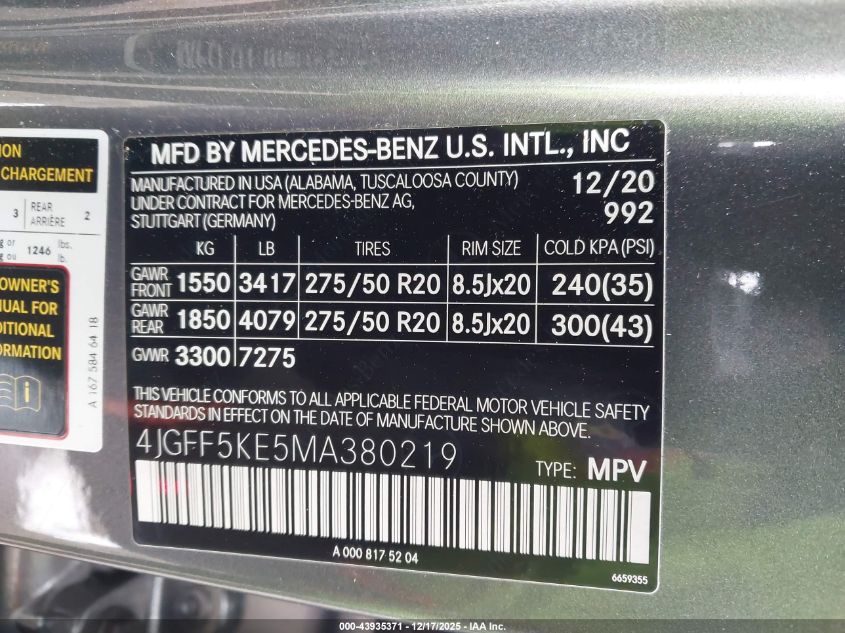 ION
CHARGEMENT
3 REAR ARRIÈRE 2
g or
ou 1246 lbs. lb.
OWNER'S
NUAL FOR
DITIONAL
FORMATION
i
A 167 584 64 18
MFD BY MERCEDES-BENZ U.S. INTL., INC
MANUFACTURED IN USA (ALABAMA, TUSCALOOSA COUNTY) 12/20
UNDER CONTRACT FOR MERCEDES-BENZ AG,
STUTTGART (GERMANY) 992
KG LB TIRES RIM SIZE COLD KPA (PSI)
GAWR FRONT 1550 3417 275/50 R20 8.5Jx20 240(35)
GAWR REAR 1850 4079 275/50 R20 8.5Jx20 300(43)
GVWR 3300 7275
THIS VEHICLE CONFORMS TO ALL APPLICABLE FEDERAL MOTOR VEHICLE SAFETY
STANDARDS IN EFFECT ON THE DATE OF MANUFACTURE SHOWN ABOVE.
4JGFF5KE5MA380219
TYPE: MPV
A 000 817 52 04
6659355
000-43935371 - 12/17/2025 - IAA Inc.